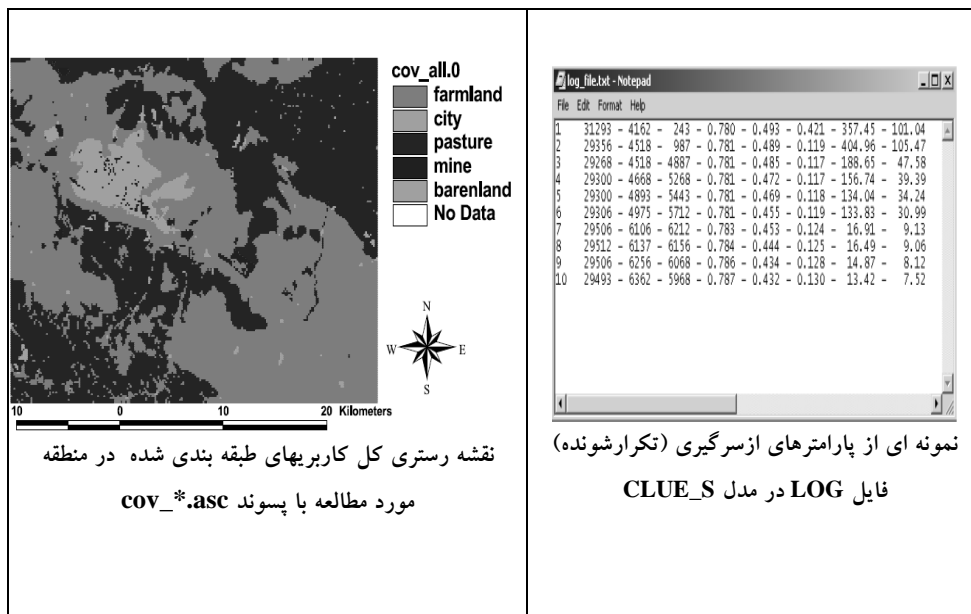 cov_all.0
farmland
city
pasture
mine
barenland
No Data
N
W E
S
10 0 10 20 Kilometers
نقشه رستری کل کاربریهای طبقه بندی شده در منطقه
مورد مطالعه با پسوند cov_*.asc
log_file.txt - Notepad
File Edit Format Help
1 31293 - 4162 - 243 - 0.780 - 0.493 - 0.421 - 357.45 - 101.04
2 29356 - 4518 - 987 - 0.781 - 0.489 - 0.119 - 404.96 - 105.47
3 29268 - 4518 - 4887 - 0.781 - 0.485 - 0.117 - 188.65 - 47.58
4 29300 - 4668 - 5268 - 0.781 - 0.472 - 0.117 - 156.74 - 39.39
5 29300 - 4893 - 5443 - 0.781 - 0.469 - 0.118 - 134.04 - 34.24
6 29306 - 4975 - 5712 - 0.781 - 0.455 - 0.119 - 133.83 - 30.99
7 29506 - 6106 - 6212 - 0.783 - 0.453 - 0.124 - 16.91 - 9.13
8 29512 - 6137 - 6156 - 0.784 - 0.444 - 0.125 - 16.49 - 9.06
9 29506 - 6256 - 6068 - 0.786 - 0.434 - 0.128 - 14.87 - 8.12
10 29493 - 6362 - 5968 - 0.787 - 0.432 - 0.130 - 13.42 - 7.52
نمونه ای از پارامترهای ازسرگیری (تکرارشونده)
فایل LOG در مدل CLUE_S